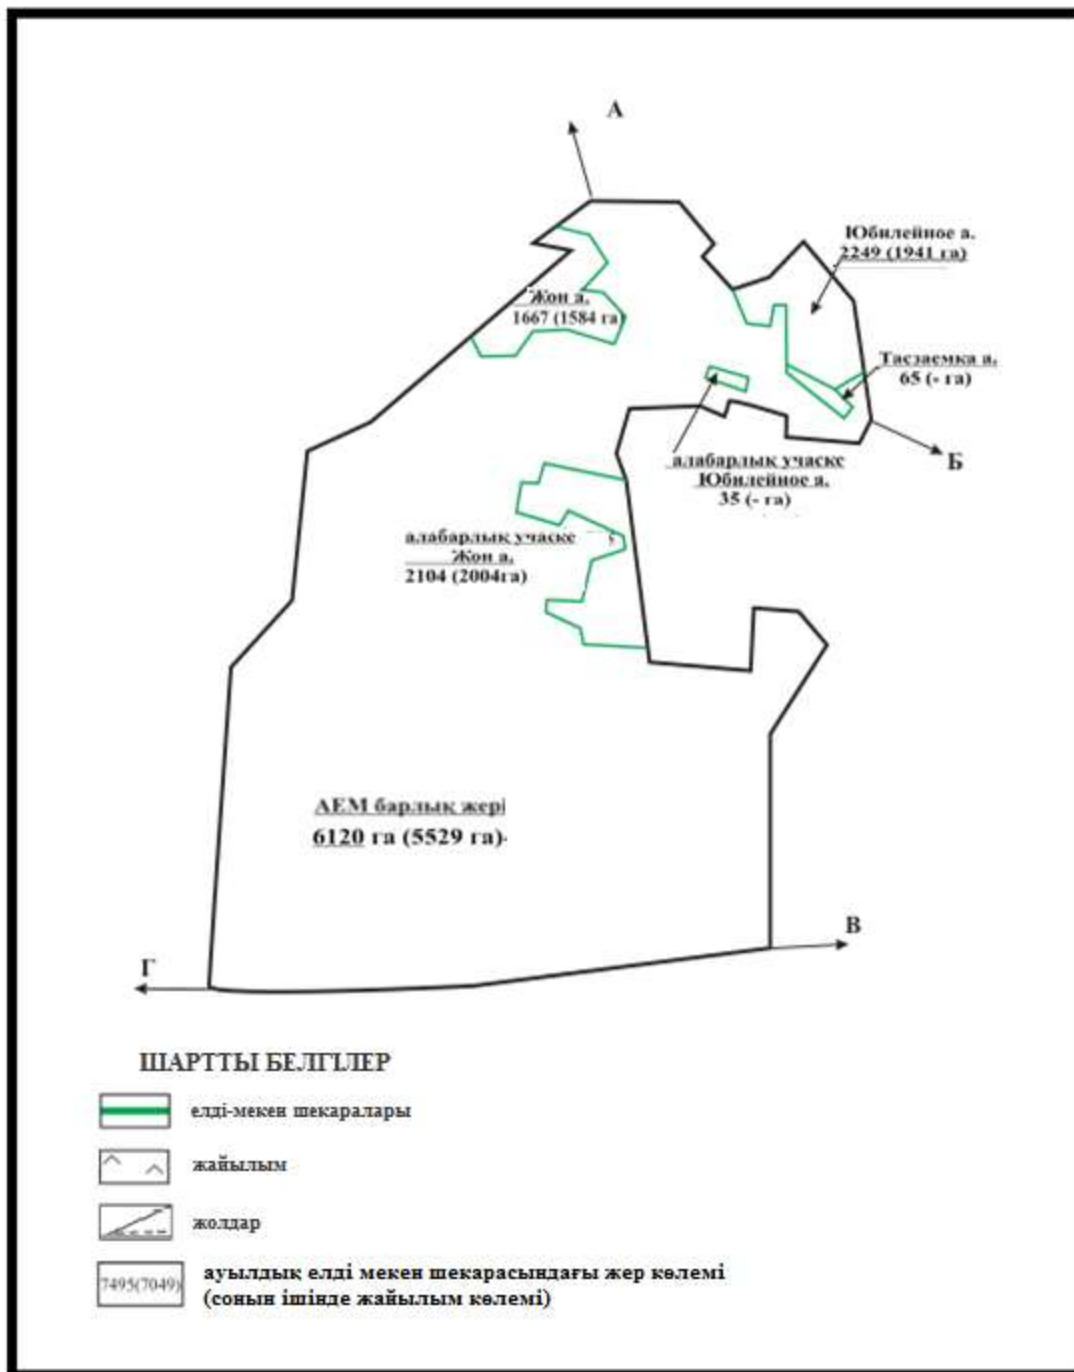 А
Юбилейное а.
2249 (1941 га)
Жон а.
1667 (1584 га
Тасзаемка а.
65 (- га)
Б
алабарлык учаске
Юбилейное а.
35 (- га)
алабарлық учаске
Жон а.
2104 (2004га)
АЕМ барлық жері
6120 га (5529 га)-
В
Г
ШАРТТЫ БЕЛГІЛЕР
елді-мекен шекаралары
жайылым
жолдар
7495(7049)
ауылдық елді мекен шекарасындағы жер көлемі
(сонын ішінде жайылым көлемі)